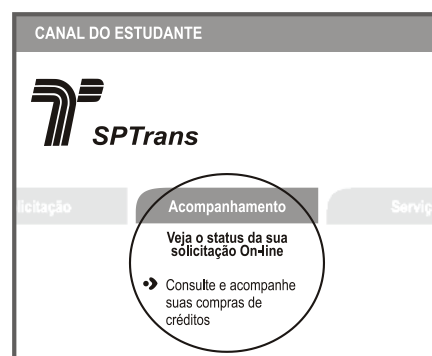 CANAL DO ESTUDANTE
SPTrans
licitação
Acompanhamento
Serviç
Veja o status da sua
solicitação On-line
Consulte e acompanhe
suas compras de
créditos